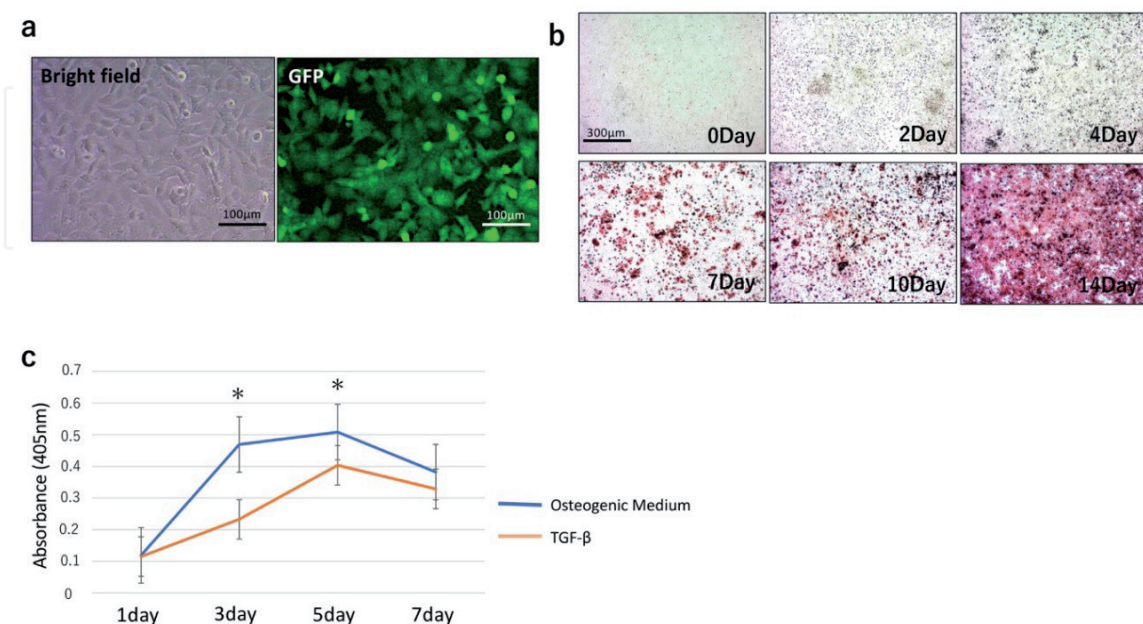 a
Bright field
GFP
100μm
100μm
b
300μm
0Day
2Day
4Day
7Day
10Day
14Day
c
Absorbance (405nm)
0.7
0.6
0.5
0.4
0.3
0.2
0.1
0
*
*
1day
3day
5day
7day
Osteogenic Medium
TGF-β